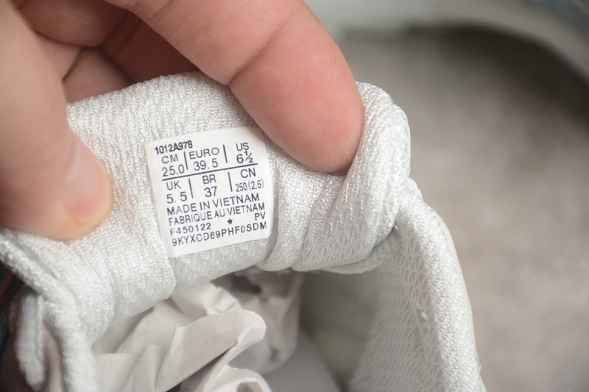 1012A978
CM EURO US
25.0 39.5 6½
UK BR CN
5.5 37 250(2.5)
MADE IN VIETNAM
FABRIQUE AU VIETNAM
F450122 * PV
9KYXCD69PHF0SDM